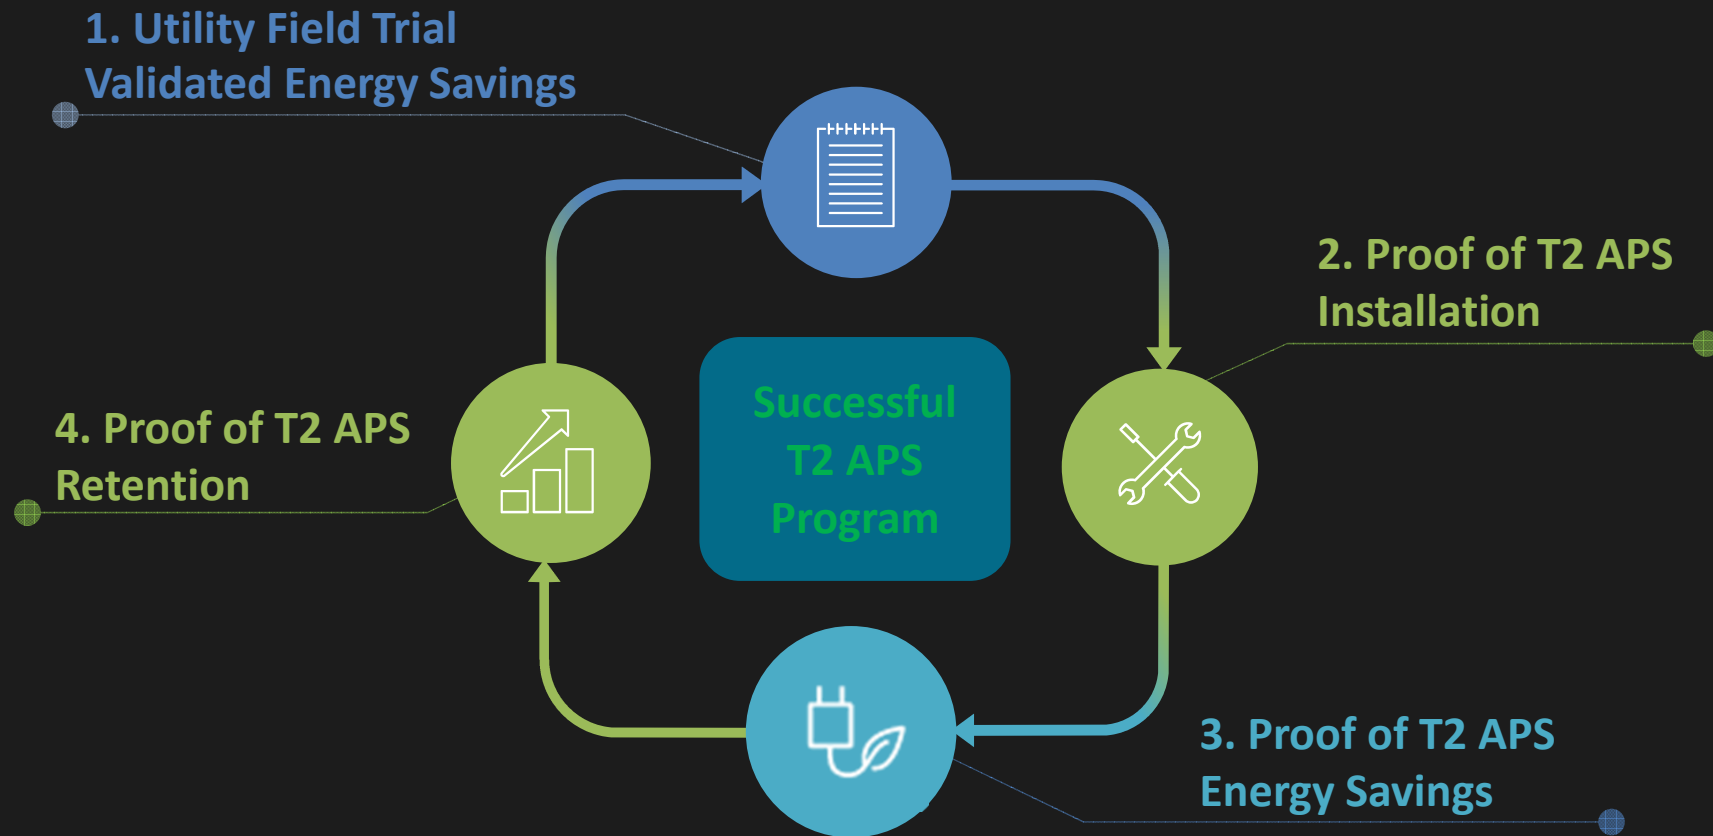 1. Utility Field Trial
Validated Energy Savings
2. Proof of T2 APS
Installation
Successful
T2 APS
Program
4. Proof of T2 APS
Retention
3. Proof of T2 APS
Energy Savings